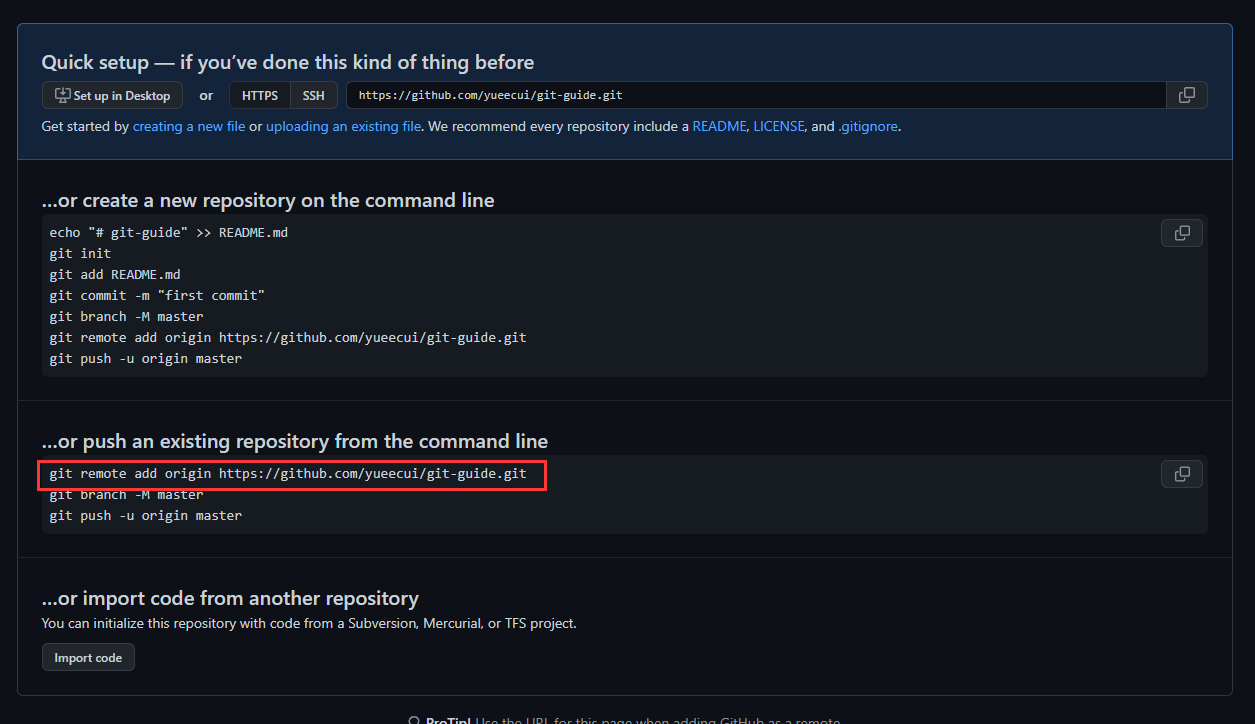 Quick setup — if you’ve done this kind of thing before
Set up in Desktop or HTTPS SSH https://github.com/yueecui/git-guide.git
Get started by creating a new file or uploading an existing file. We recommend every repository include a README, LICENSE, and .gitignore.
…or create a new repository on the command line
echo "# git-guide" >> README.md
git init
git add README.md
git commit -m "first commit"
git branch -M master
git remote add origin https://github.com/yueecui/git-guide.git
git push -u origin master
…or push an existing repository from the command line
git remote add origin https://github.com/yueecui/git-guide.git
git branch -M master
git push -u origin master
…or import code from another repository
You can initialize this repository with code from a Subversion, Mercurial, or TFS project.
Import code
ProTip! Use the URL for this page when adding GitHub as a remote.